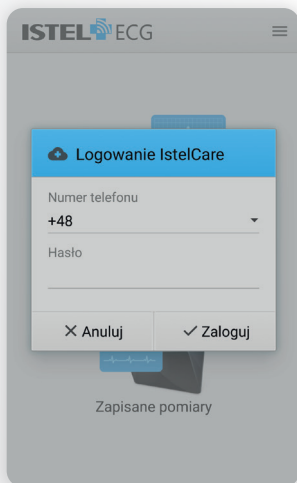 ISTEL ECG
Logowanie IstelCare
Numer telefonu
+48
Hasło
Anuluj
Zaloguj
Zapisane pomiary